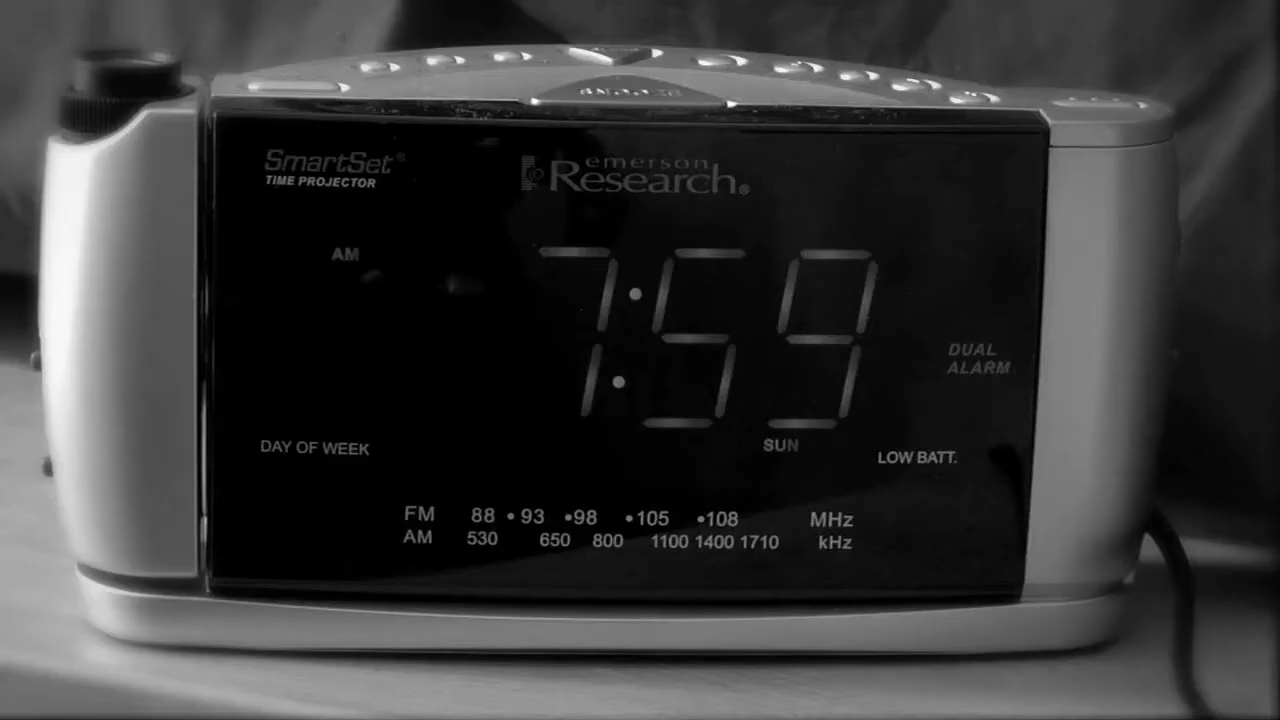 SNOOZE
SmartSet®
TIME PROJECTOR
emerson
Research®
AM
7:59
DUAL
ALARM
DAY OF WEEK
SUN
LOW BATT.
FM 88 •93 •98 •105 •108 MHz
AM 530 650 800 1100 1400 1710 kHz